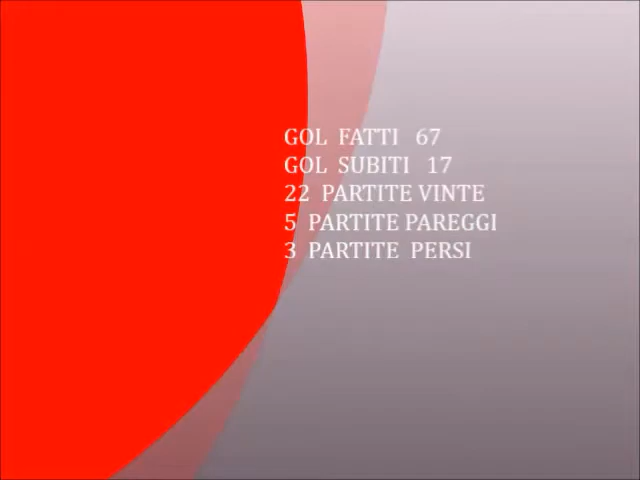 GOL FATTI 67
GOL SUBITI 17
22 PARTITE VINTE
5 PARTITE PAREGGI
3 PARTITE PERSI